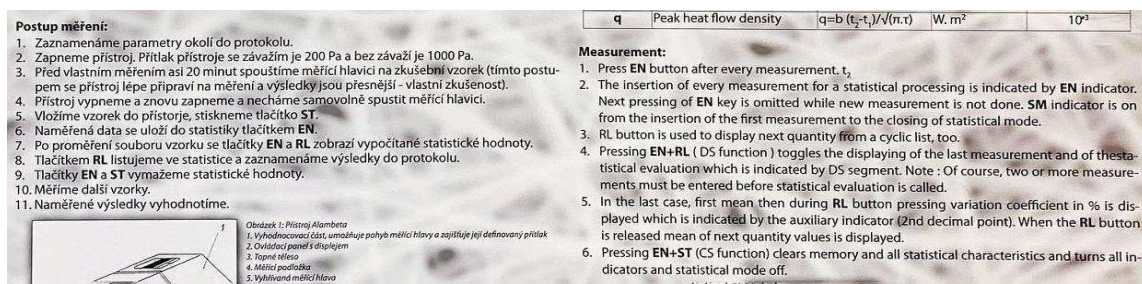 Postup měření:
1. Zaznamenáme parametry okolí do protokolu.
2. Zapneme přístroj. Přítlak přístroje se závažím je 200 Pa a bez závaží je 1000 Pa.
3. Před vlastním měřením asi 20 minut spouštíme měřící hlavici na zkušební vzorek (tímto postu-
pem se přístroj lépe připraví na měření a výsledky jsou přesnější - vlastní zkušenost).
4. Přístroj vypneme a znovu zapneme a necháme samovolně spustit měřící hlavici.
5. Vložíme vzorek do přístorje, stiskneme tlačítko ST.
6. Naměřená data se uloží do statistiky tlačítkem EN.
7. Po proměření souboru vzorku se tlačítky EN a RL zobrazí vypočítané statistické hodnoty.
8. Tlačítkem RL listujeme ve statistice a zaznamenáme výsledky do protokolu.
9. Tlačítky EN a ST vymažeme statistické hodnoty.
10. Měříme další vzorky.
11. Naměřené výsledky vyhodnotíme.
1
Obrázek 1: Přístroj Alambeta
1. Vyhodnocovací část, umožňuje pohyb měřící hlavy a zajišťuje její definovaný přítlak
2. Ovládací panel s displejem
3. Topné těleso
4. Měřící podložka
5. Vyhřívaná měřící hlava
q Peak heat flow density q=b (t₂-t₁)/√(π.τ) W. m² 10⁻³
Measurement:
1. Press EN button after every measurement. t₂
2. The insertion of every measurement for a statistical processing is indicated by EN indicator.
Next pressing of EN key is omitted while new measurement is not done. SM indicator is on
from the insertion of the first measurement to the closing of statistical mode.
3. RL button is used to display next quantity from a cyclic list, too.
4. Pressing EN+RL ( DS function ) toggles the displaying of the last measurement and of thesta-
tistical evaluation which is indicated by DS segment. Note : Of course, two or more measure-
ments must be entered before statistical evaluation is called.
5. In the last case, first mean then during RL button pressing variation coefficient in % is dis-
played which is indicated by the auxiliary indicator (2nd decimal point). When the RL button
is released mean of next quantity values is displayed.
6. Pressing EN+ST (CS function) clears memory and all statistical characteristics and turns all in-
dicators and statistical mode off.